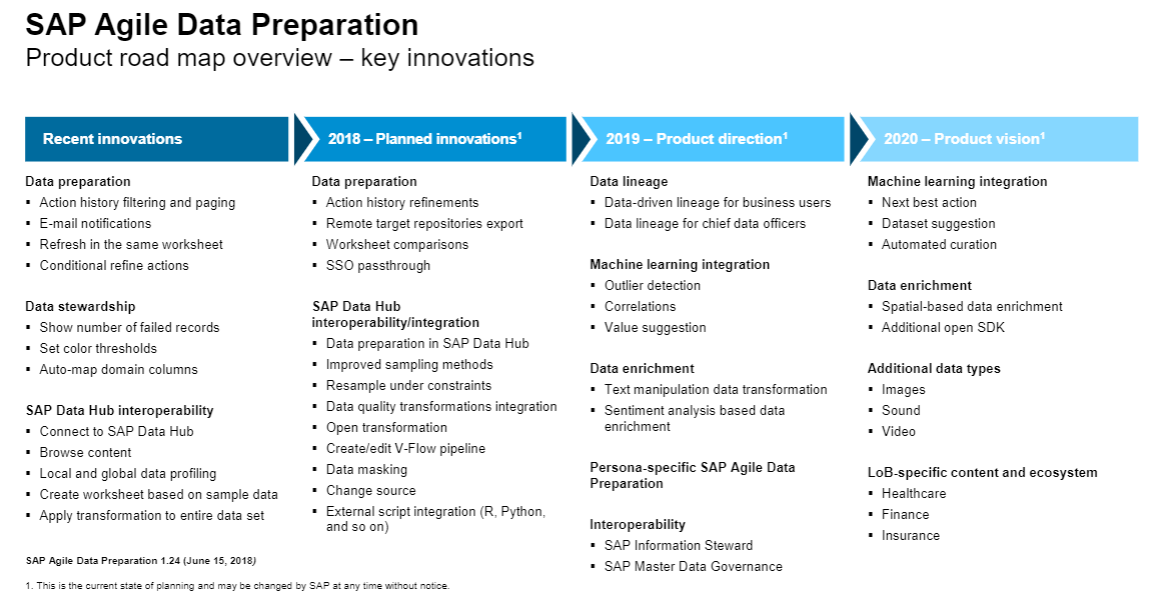 SAP Agile Data Preparation
Product road map overview – key innovations
Recent innovations
Data preparation
▪ Action history filtering and paging
▪ E-mail notifications
▪ Refresh in the same worksheet
▪ Conditional refine actions
Data stewardship
▪ Show number of failed records
▪ Set color thresholds
▪ Auto-map domain columns
SAP Data Hub interoperability
▪ Connect to SAP Data Hub
▪ Browse content
▪ Local and global data profiling
▪ Create worksheet based on sample data
▪ Apply transformation to entire data set
2018 – Planned innovations¹
Data preparation
▪ Action history refinements
▪ Remote target repositories export
▪ Worksheet comparisons
▪ SSO passthrough
SAP Data Hub
interoperability/integration
▪ Data preparation in SAP Data Hub
▪ Improved sampling methods
▪ Resample under constraints
▪ Data quality transformations integration
▪ Open transformation
▪ Create/edit V-Flow pipeline
▪ Data masking
▪ Change source
▪ External script integration (R, Python,
and so on)
2019 – Product direction¹
Data lineage
▪ Data-driven lineage for business users
▪ Data lineage for chief data officers
Machine learning integration
▪ Outlier detection
▪ Correlations
▪ Value suggestion
Data enrichment
▪ Text manipulation data transformation
▪ Sentiment analysis based data
enrichment
Persona-specific SAP Agile Data
Preparation
Interoperability
▪ SAP Information Steward
▪ SAP Master Data Governance
2020 – Product vision¹
Machine learning integration
▪ Next best action
▪ Dataset suggestion
▪ Automated curation
Data enrichment
▪ Spatial-based data enrichment
▪ Additional open SDK
Additional data types
▪ Images
▪ Sound
▪ Video
LoB-specific content and ecosystem
▪ Healthcare
▪ Finance
▪ Insurance
SAP Agile Data Preparation 1.24 (June 15, 2018)
1. This is the current state of planning and may be changed by SAP at any time without notice.